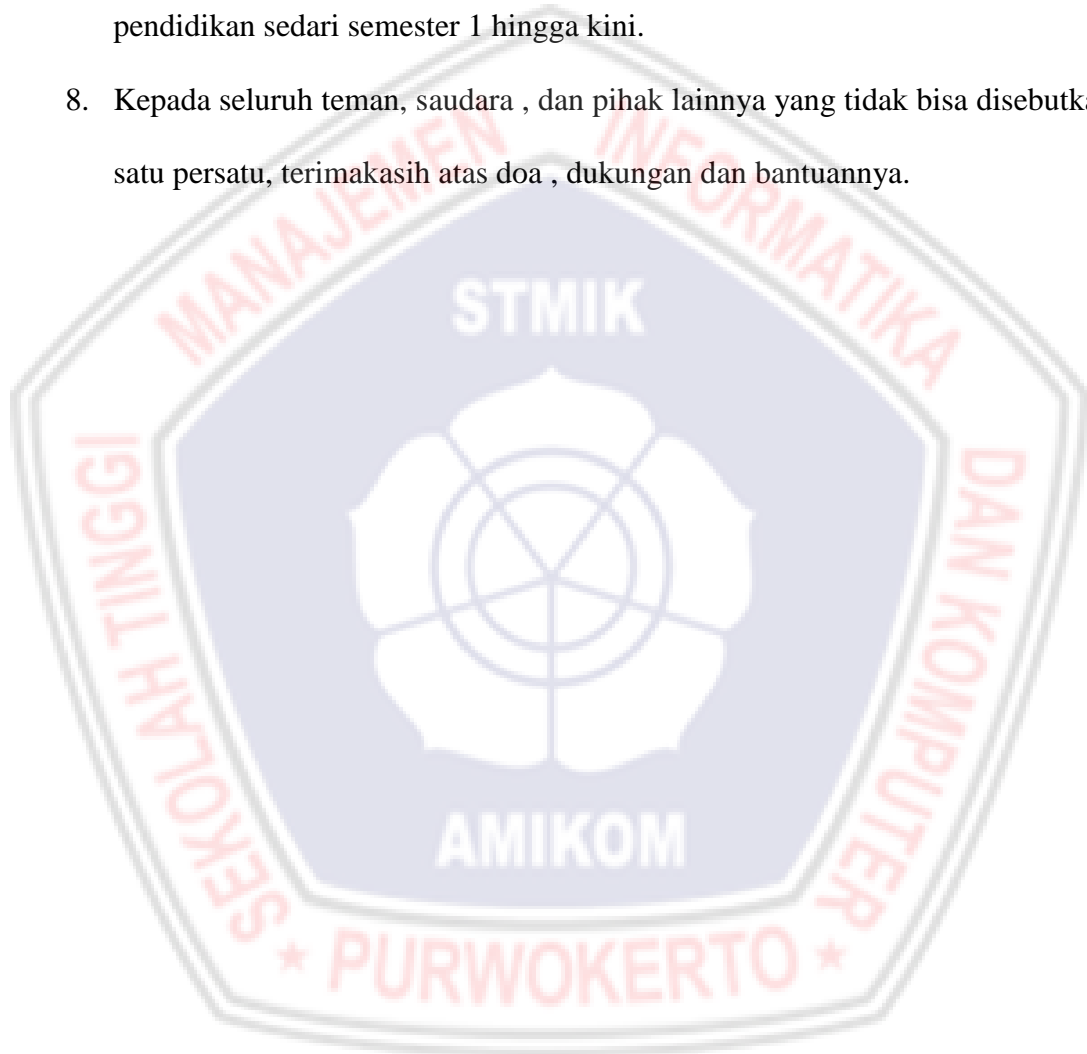 pendidikan sedari semester 1 hingga kini.
8. Kepada seluruh teman, saudara , dan pihak lainnya yang tidak bisa disebutka
satu persatu, terimakasih atas doa , dukungan dan bantuannya.
SEKOLAH TINGGI MANAJEMEN INFORMATIKA DAN KOMPUTER
STMIK
AMIKOM
* PURWOKERTO *